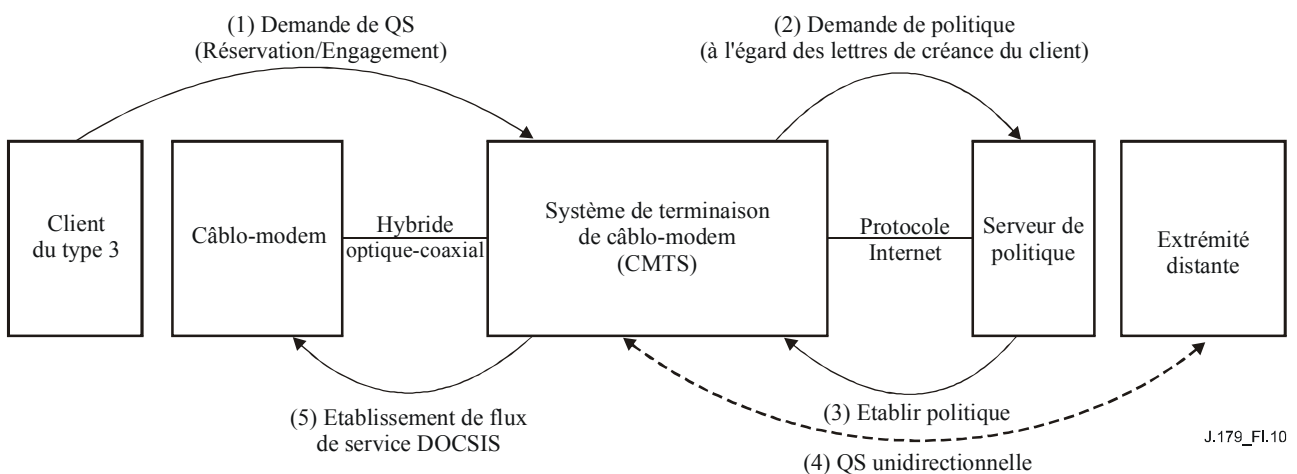 (1) Demande de QS
(Réservation/Engagement)
(2) Demande de politique
(à l'égard des lettres de créance du client)
Client
du type 3
Câblo-modem
Hybride
optique-coaxial
Système de terminaison
de câblo-modem
(CMTS)
Protocole
Internet
Serveur de
politique
Extrémité
distante
(5) Etablissement de flux
de service DOCSIS
(3) Etablir politique
(4) QS unidirectionnelle
J.179_FI.10